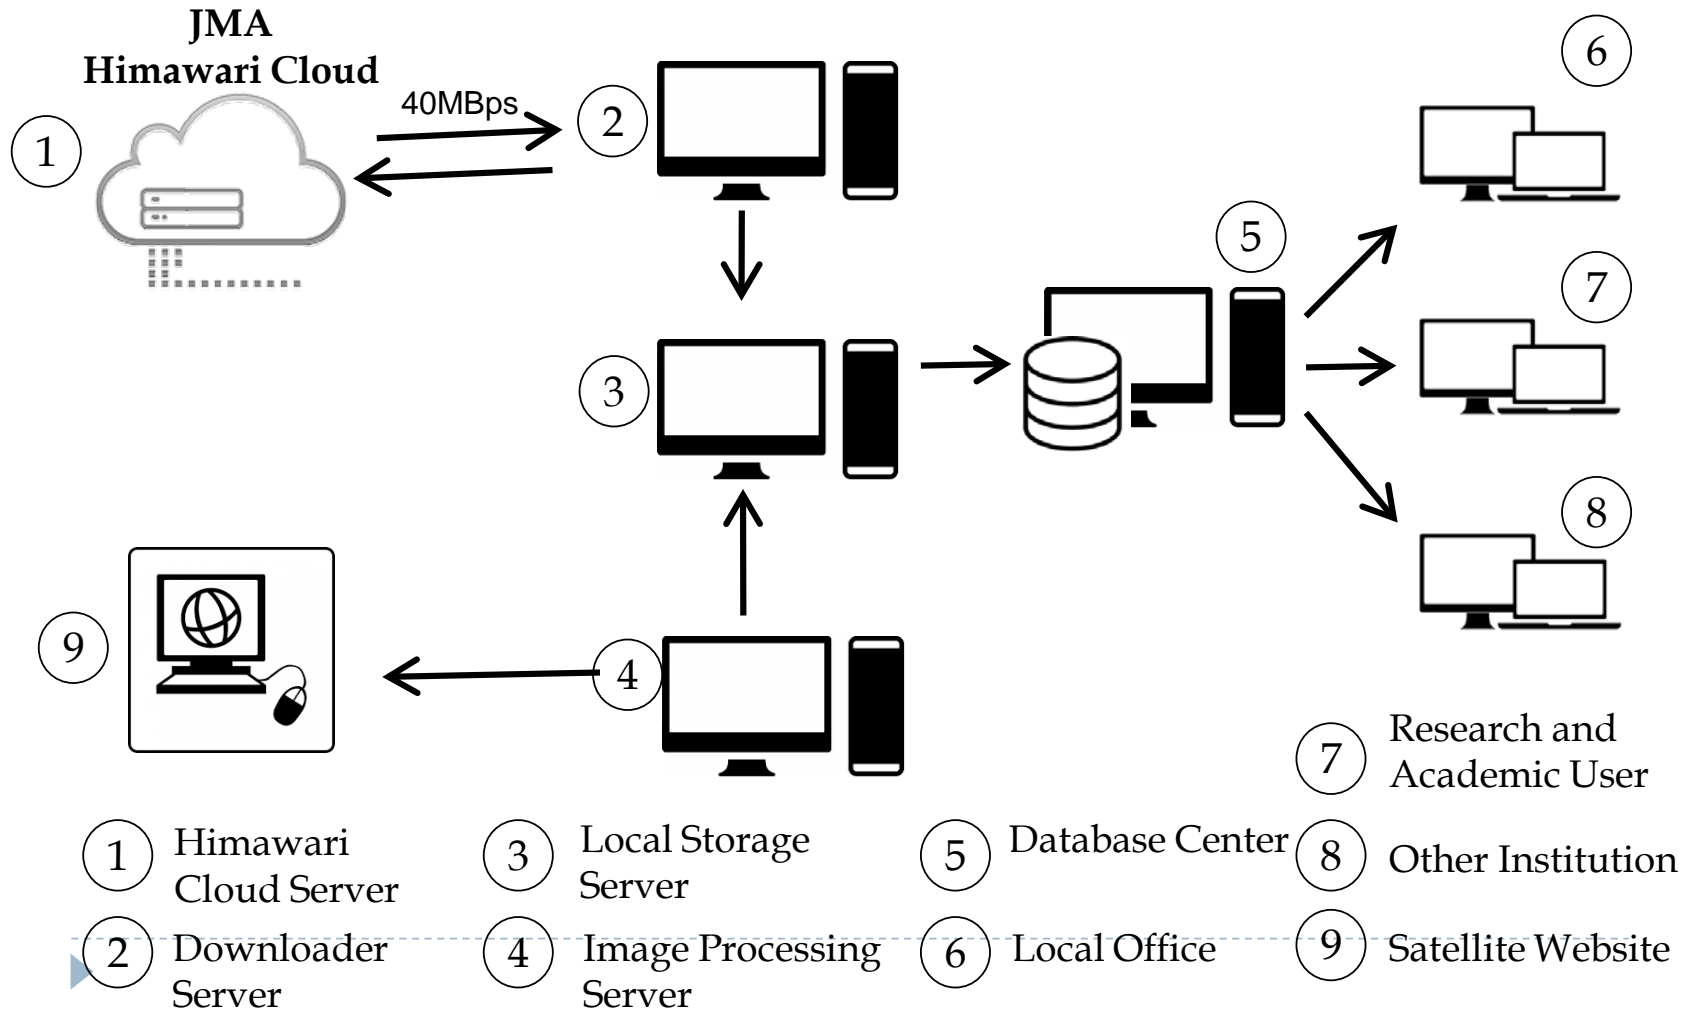 JMA
Himawari Cloud
40MBps
1
2
3
4
5
6
7
8
9
7
Research and
Academic User
1
Himawari
Cloud Server
3
Local Storage
Server
5
Database Center
8
Other Institution
2
Downloader
Server
4
Image Processing
Server
6
Local Office
9
Satellite Website